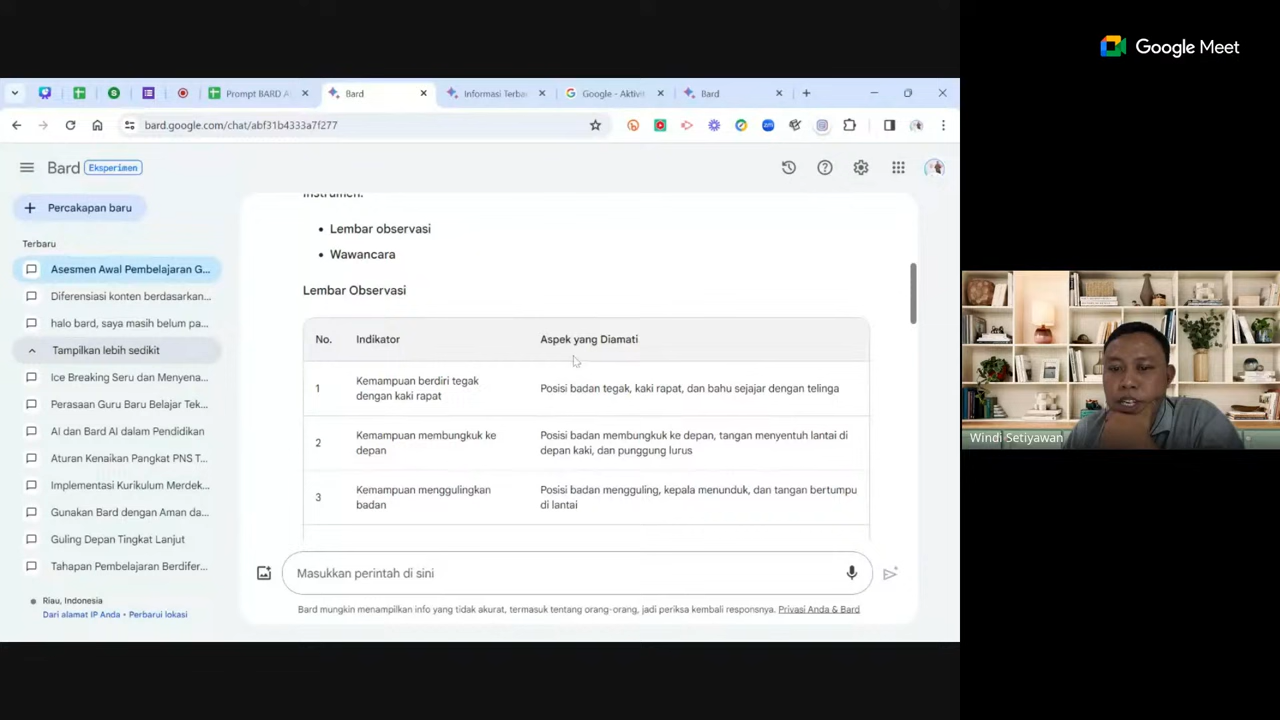 Google Meet
Prompt BARD A
Bard
Informasi Terba
Google - Aktivit
Bard
bard.google.com/chat/abf31b4333a7f277
Bard Eksperimen
Percakapan baru
Terbaru
Asesmen Awal Pembelajaran G...
Diferensiasi konten berdasarkan...
halo bard, saya masih belum pa...
Tampilkan lebih sedikit
Ice Breaking Seru dan Menyena...
Perasaan Guru Baru Belajar Tek...
AI dan Bard AI dalam Pendidikan
Aturan Kenaikan Pangkat PNS T...
Implementasi Kurikulum Merdek...
Gunakan Bard dengan Aman da...
Guling Depan Tingkat Lanjut
Tahapan Pembelajaran Berdifer...
Riau, Indonesia
Dari alamat IP Anda • Perbarui lokasi
Instrumen:
• Lembar observasi
• Wawancara
Lembar Observasi
No. Indikator Aspek yang Diamati
1 Kemampuan berdiri tegak dengan kaki rapat Posisi badan tegak, kaki rapat, dan bahu sejajar dengan telinga
2 Kemampuan membungkuk ke depan Posisi badan membungkuk ke depan, tangan menyentuh lantai di depan kaki, dan punggung lurus
3 Kemampuan menggulingkan badan Posisi badan mengguling, kepala menunduk, dan tangan bertumpu di lantai
Masukkan perintah di sini
Bard mungkin menampilkan info yang tidak akurat, termasuk tentang orang-orang, jadi periksa kembali responsnya. Privasi Anda & Bard
Windi Setiyawan